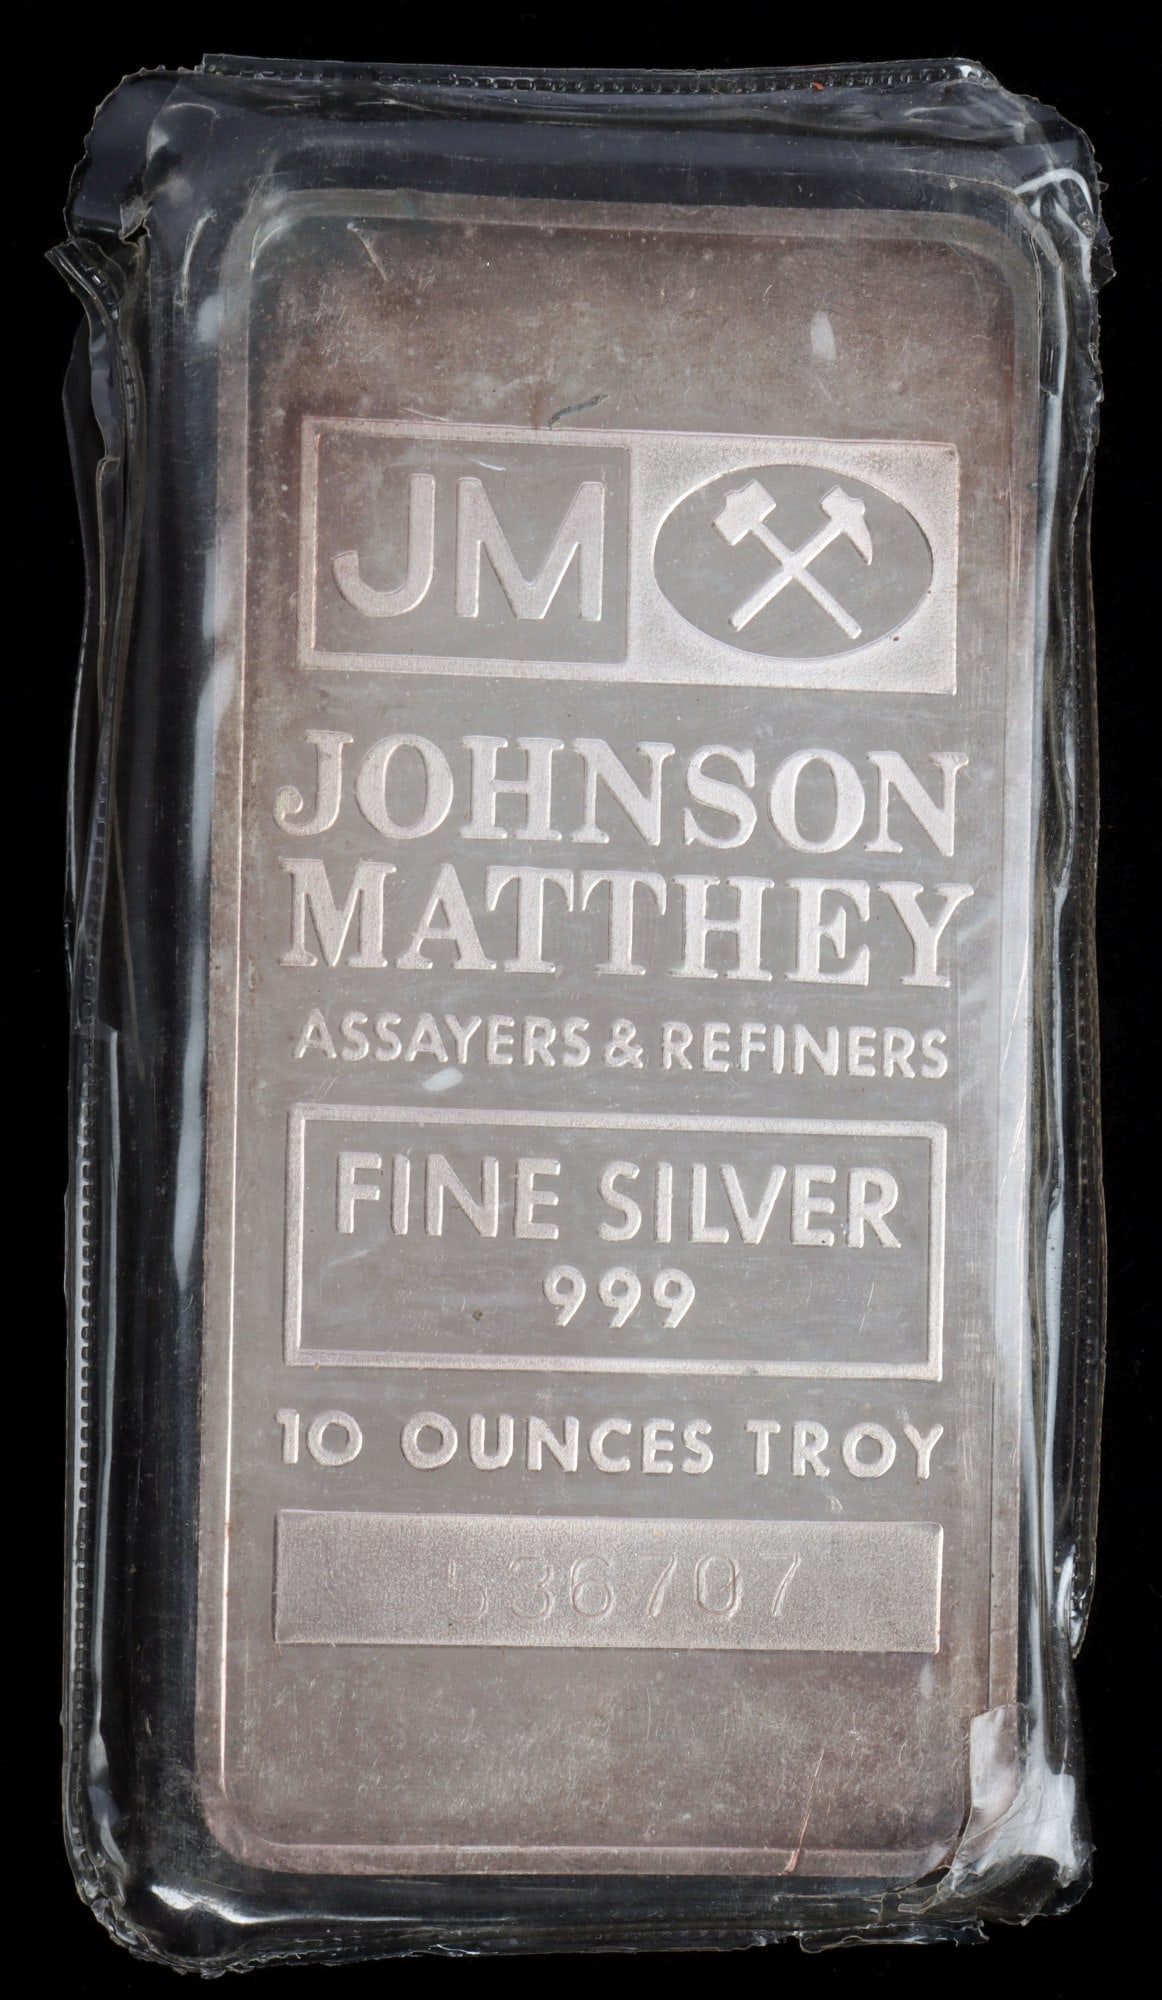 JM
JOHNSON
MATTHEY
ASSAYERS & REFINERS
FINE SILVER
999
10 OUNCES TROY
536707